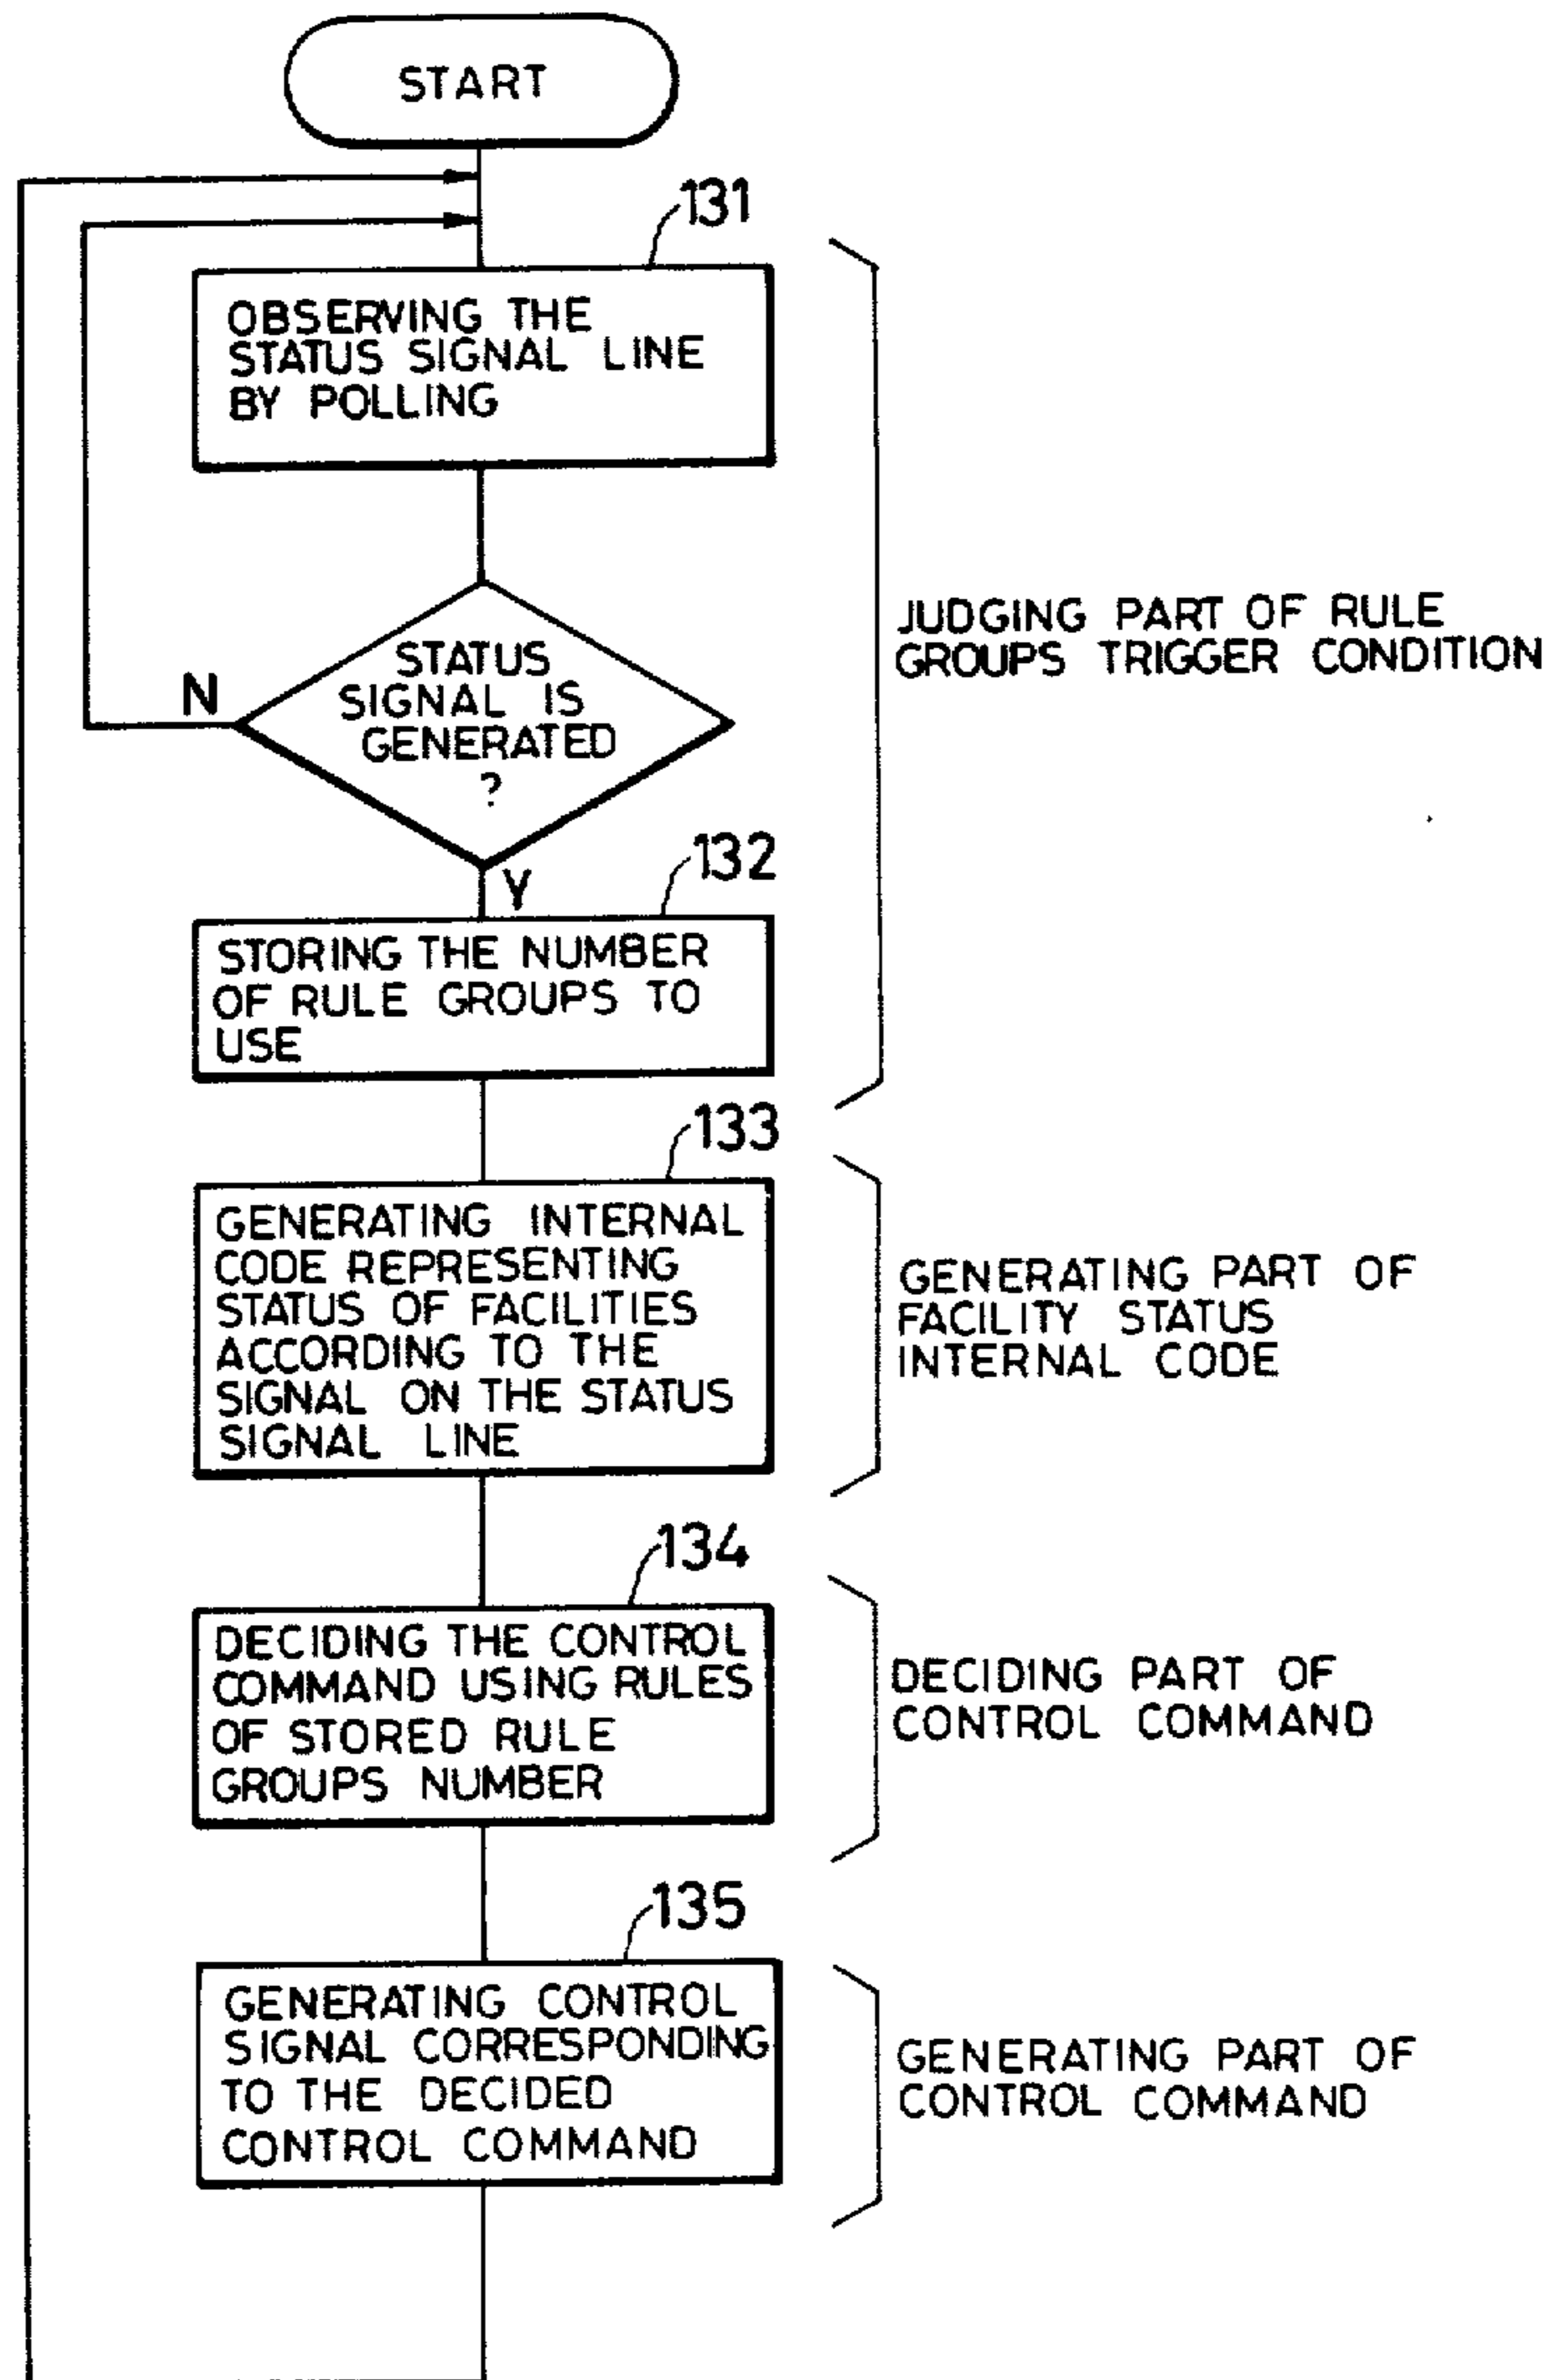 START
131
OBSERVING THE
STATUS SIGNAL LINE
BY POLLING
JUDGING PART OF RULE
GROUPS TRIGGER CONDITION
STATUS
SIGNAL IS
GENERATED
?
N
Y
132
STORING THE NUMBER
OF RULE GROUPS TO
USE
133
GENERATING INTERNAL
CODE REPRESENTING
STATUS OF FACILITIES
ACCORDING TO THE
SIGNAL ON THE STATUS
SIGNAL LINE
GENERATING PART OF
FACILITY STATUS
INTERNAL CODE
134
DECIDING THE CONTROL
COMMAND USING RULES
OF STORED RULE
GROUPS NUMBER
DECIDING PART OF
CONTROL COMMAND
135
GENERATING CONTROL
SIGNAL CORRESPONDING
TO THE DECIDED
CONTROL COMMAND
GENERATING PART OF
CONTROL COMMAND